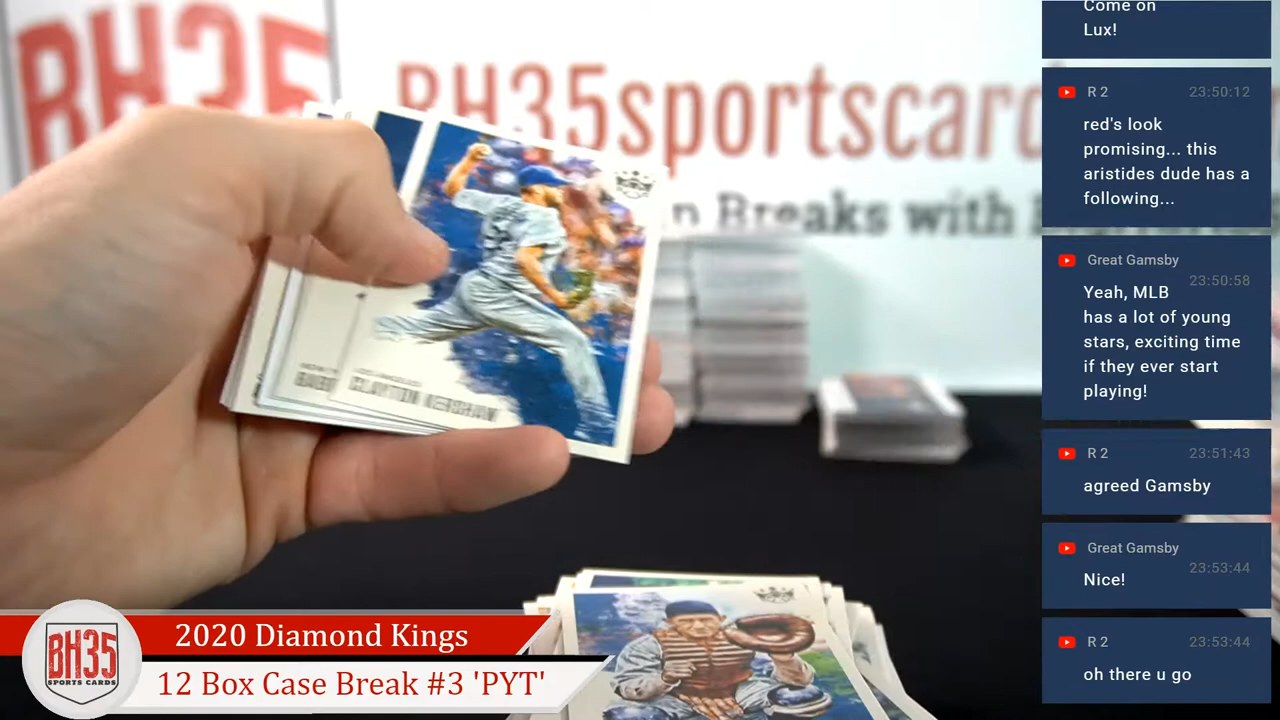 BH35
BH35sportscard
n Breaks with
LOS ANGELES
CLAYTON KERSHAW
BH35
SPORTS CARDS
2020 Diamond Kings
12 Box Case Break #3 'PYT'
Come on
Lux!
R 2 23:50:12
red's look
promising... this
aristides dude has a
following...
Great Gamsby
23:50:58
Yeah, MLB
has a lot of young
stars, exciting time
if they ever start
playing!
R 2 23:51:43
agreed Gamsby
Great Gamsby
23:53:44
Nice!
R 2 23:53:44
oh there u go